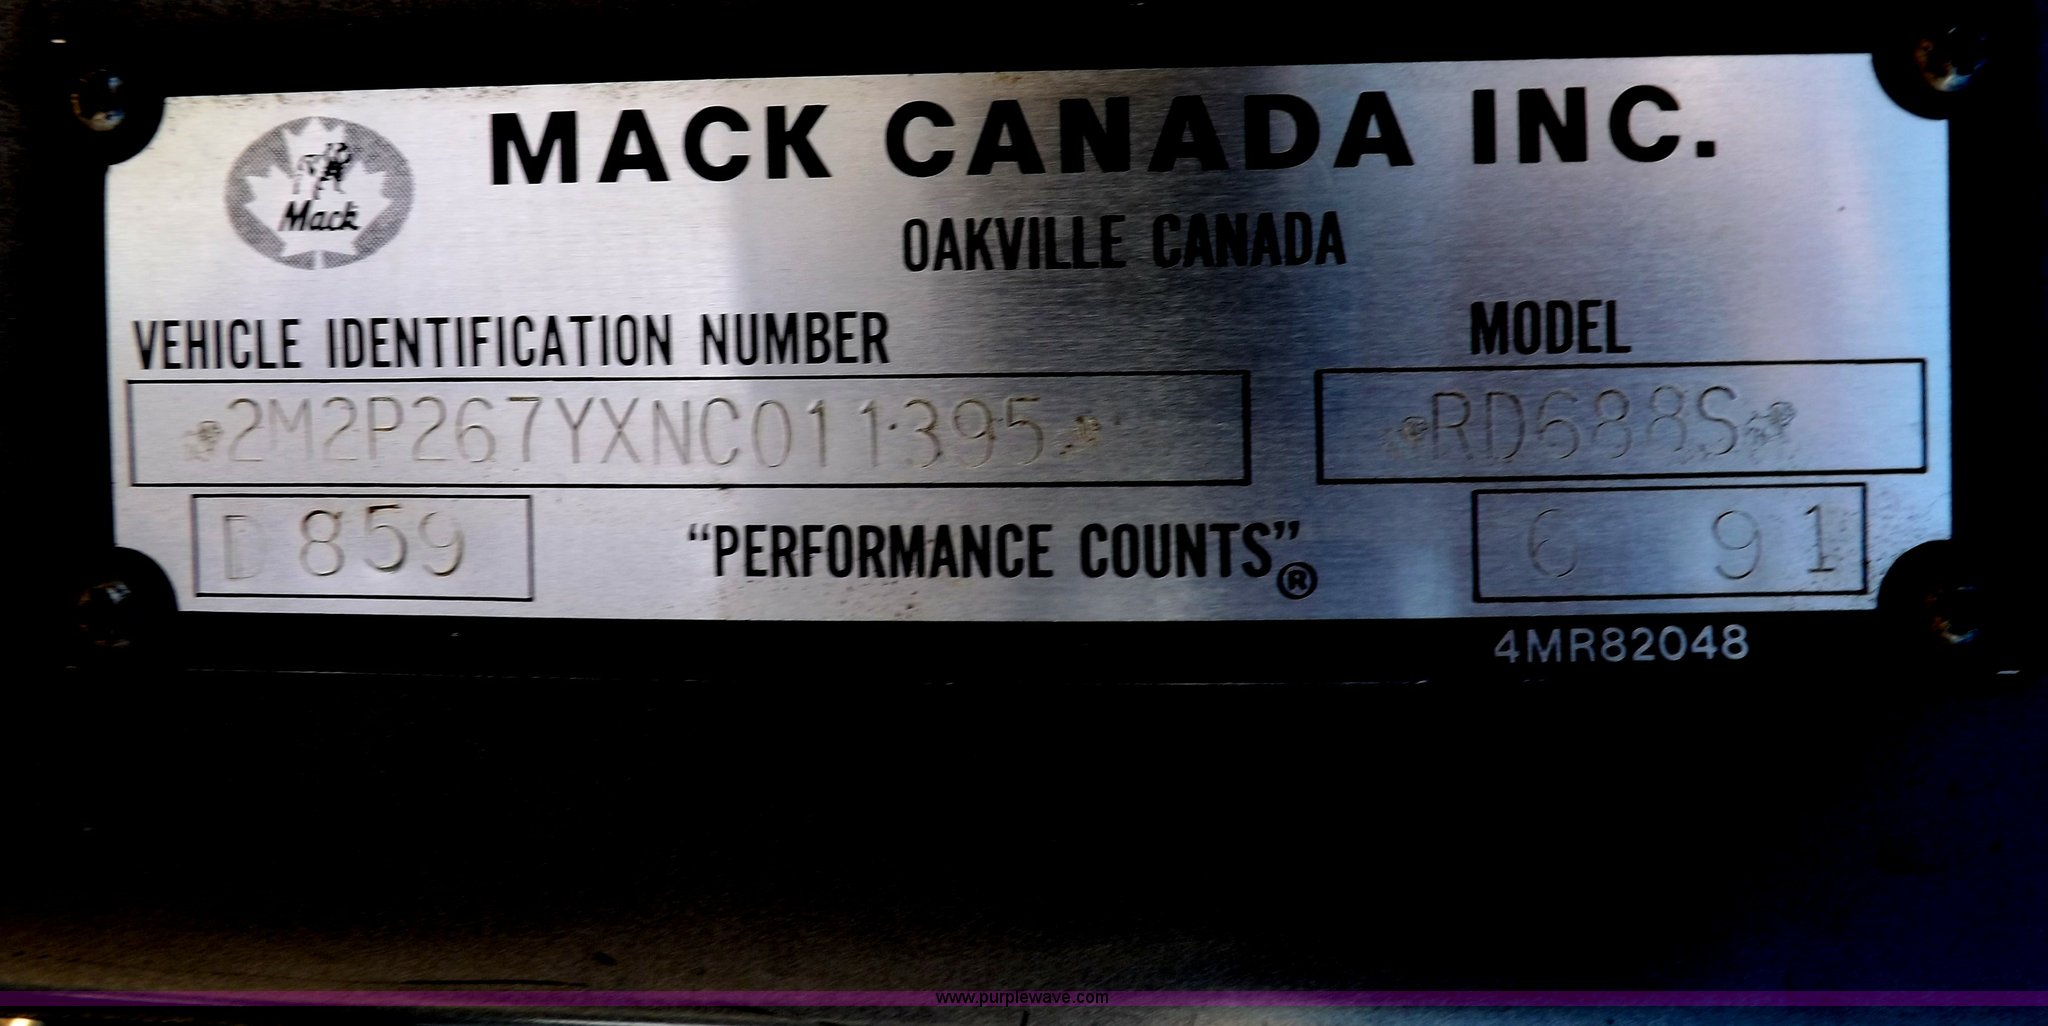 MACK CANADA INC.
Mack
OAKVILLE CANADA
VEHICLE IDENTIFICATION NUMBER MODEL
*2M2P267YXNC011395* *RD688S*
D 859 "PERFORMANCE COUNTS"® 6 91
4MR82048
www.purplewave.com